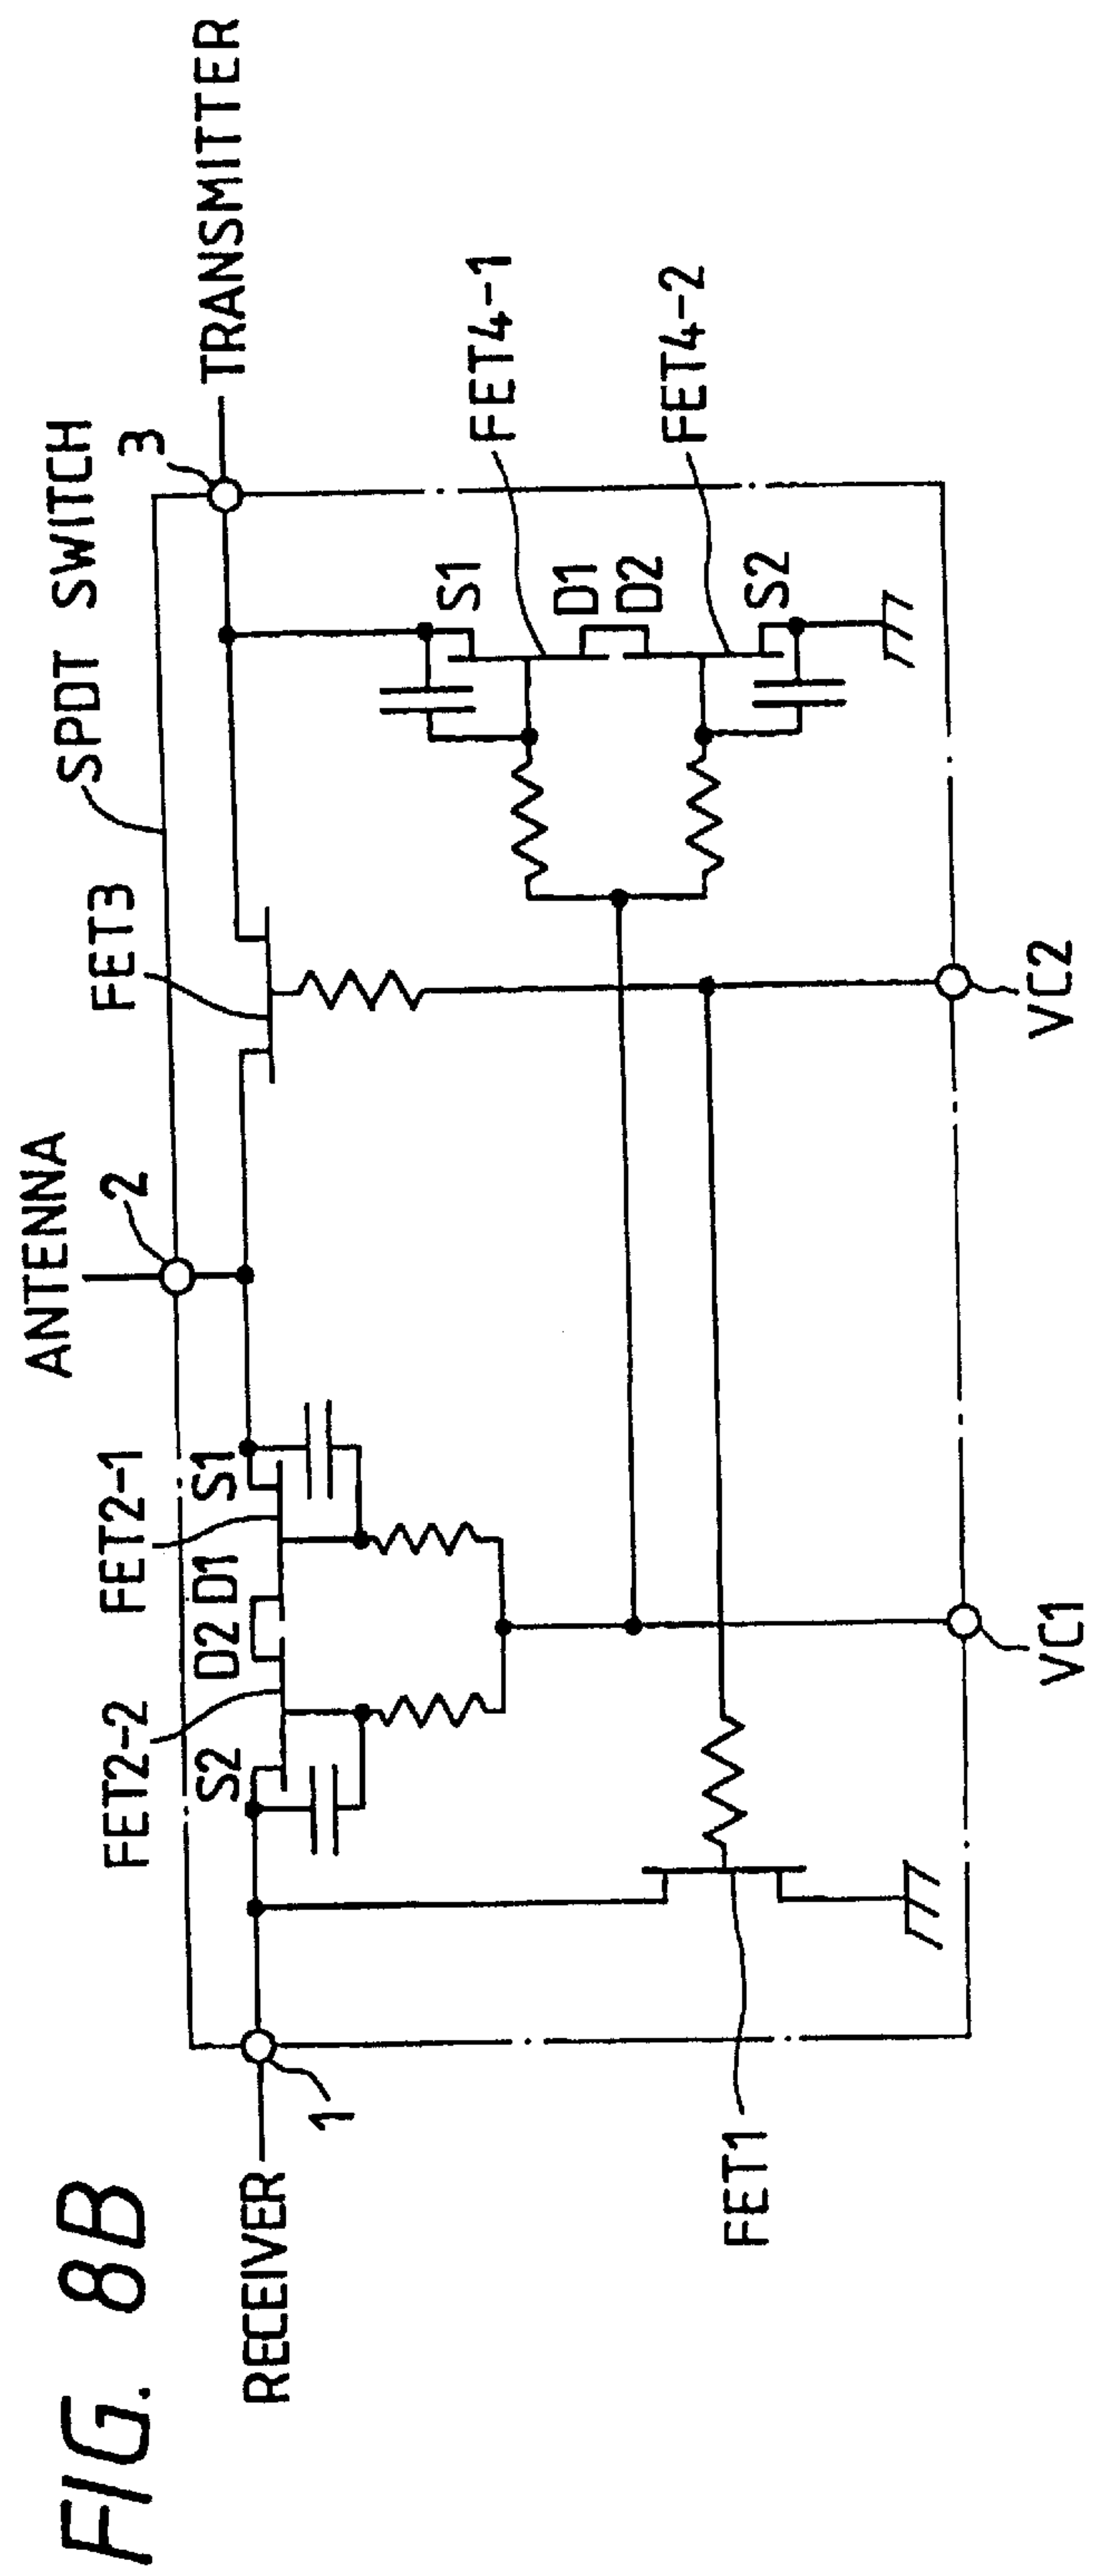 FIG. 8B
SPDT SWITCH
ANTENNA
2
RECEIVER
1
TRANSMITTER
3
FET2-2
FET2-1
FET3
S2
D2
D1
S1
FET1
S1
FET4-1
D1
D2
FET4-2
S2
VC1
VC2